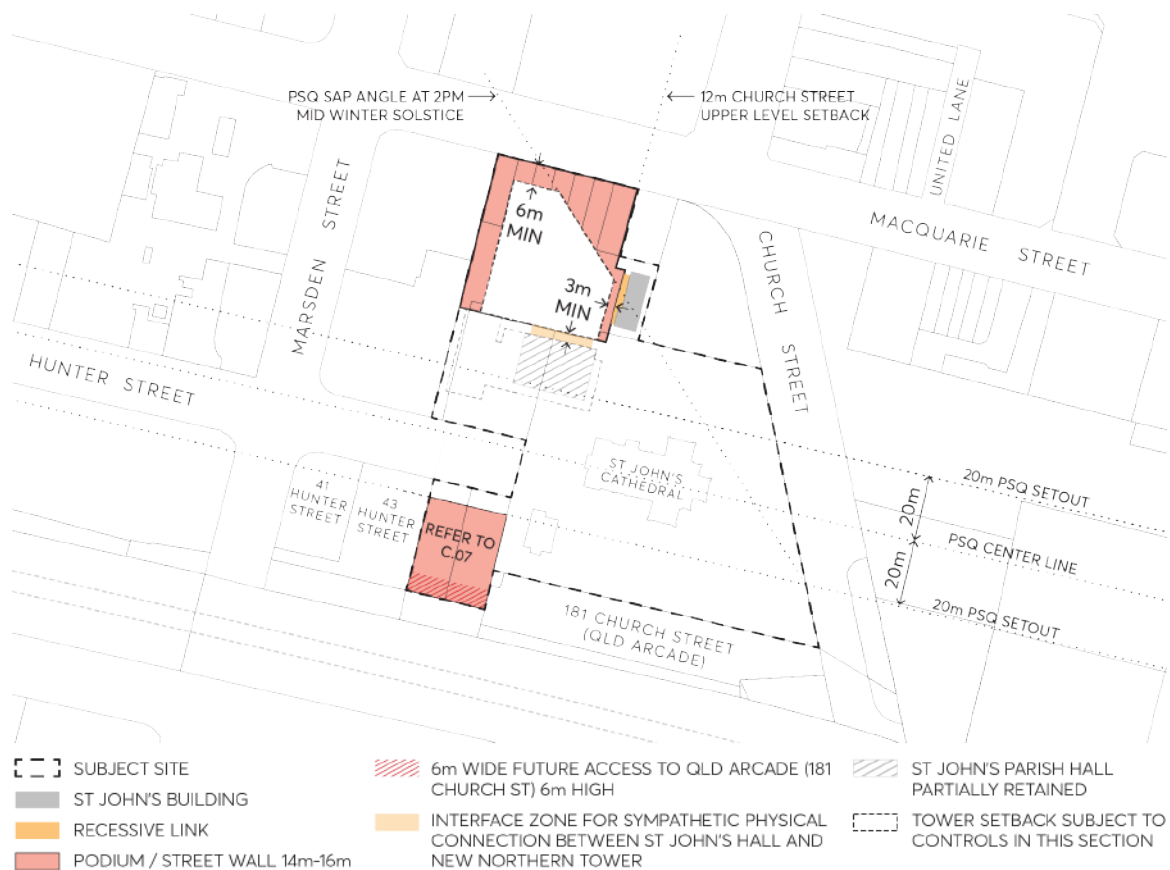 PSQ SAP ANGLE AT 2PM
MID WINTER SOLSTICE
12m CHURCH STREET
UPPER LEVEL SETBACK
UNITED LANE
MARSDEN STREET
6m
MIN
MACQUARIE STREET
CHURCH STREET
3m
MIN
HUNTER STREET
ST JOHN'S
CATHEDRAL
20m PSQ SETOUT
20m
PSQ CENTER LINE
20m
20m PSQ SETOUT
41
HUNTER
STREET
43
HUNTER
STREET
REFER TO
C.07
181 CHURCH STREET
(QLD ARCADE)
SUBJECT SITE
ST JOHN'S BUILDING
RECESSIVE LINK
PODIUM / STREET WALL 14m-16m
6m WIDE FUTURE ACCESS TO QLD ARCADE (181
CHURCH ST) 6m HIGH
INTERFACE ZONE FOR SYMPATHETIC PHYSICAL
CONNECTION BETWEEN ST JOHN'S HALL AND
NEW NORTHERN TOWER
ST JOHN'S PARISH HALL
PARTIALLY RETAINED
TOWER SETBACK SUBJECT TO
CONTROLS IN THIS SECTION